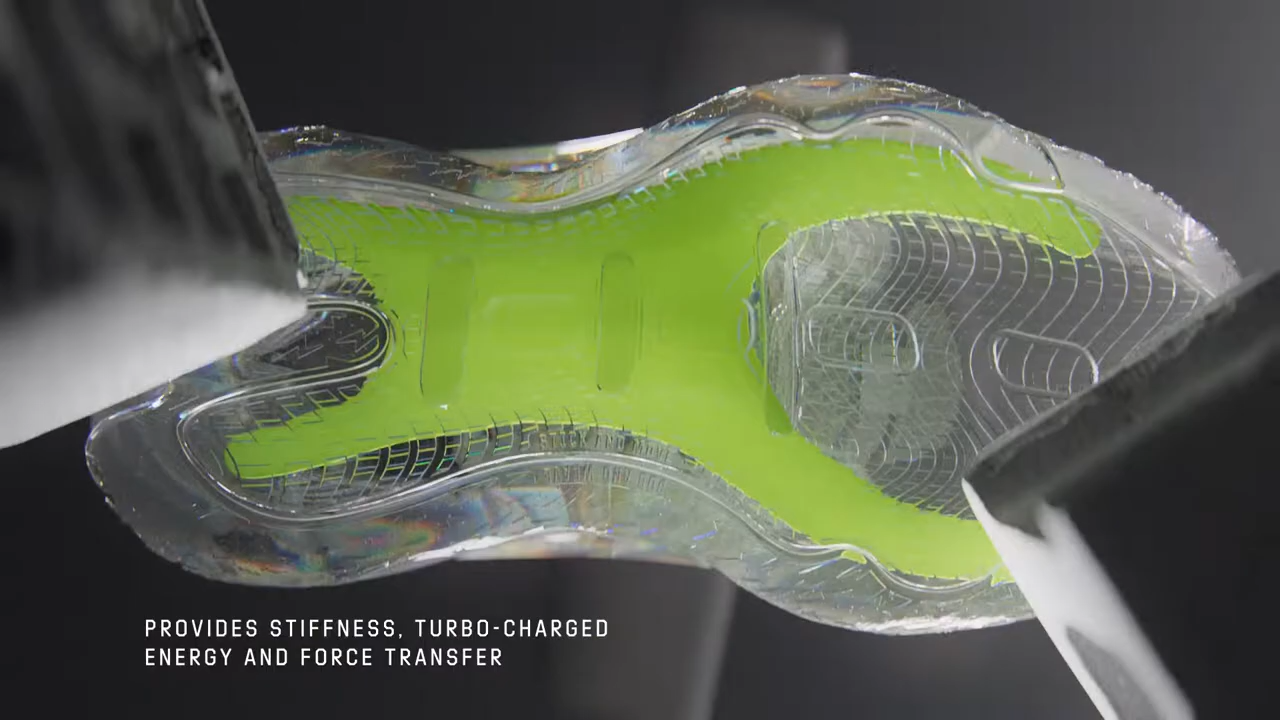 PROVIDES STIFFNESS, TURBO-CHARGED
ENERGY AND FORCE TRANSFER